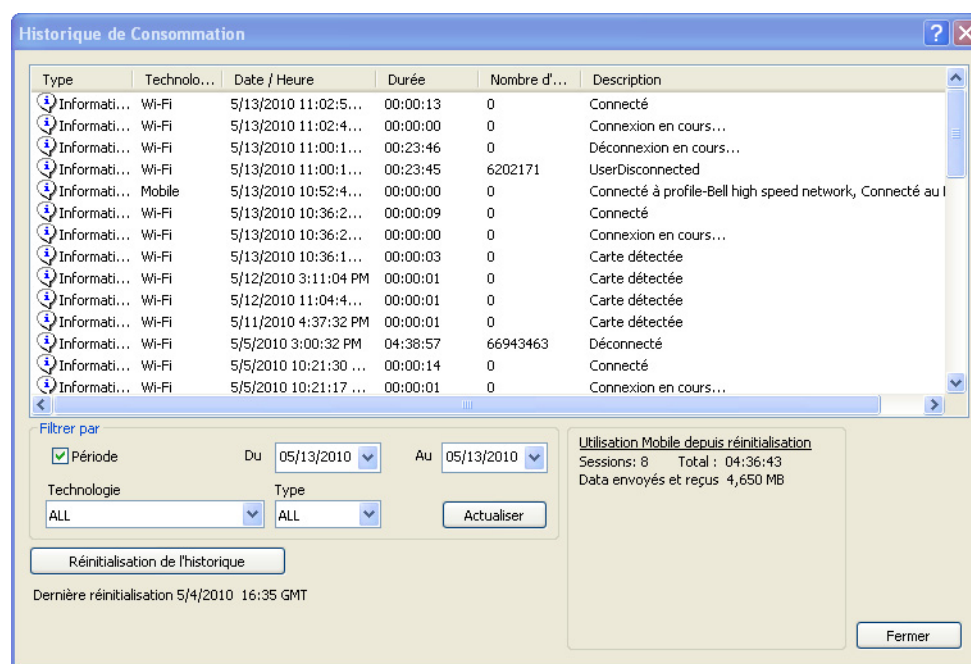 Historique de Consommation
Type Technolo... Date / Heure Durée Nombre d'... Description
Informati... Wi-Fi 5/13/2010 11:02:5... 00:00:13 0 Connecté
Informati... Wi-Fi 5/13/2010 11:02:4... 00:00:00 0 Connexion en cours...
Informati... Wi-Fi 5/13/2010 11:00:1... 00:23:46 0 Déconnexion en cours...
Informati... Wi-Fi 5/13/2010 11:00:1... 00:23:45 6202171 UserDisconnected
Informati... Mobile 5/13/2010 10:52:4... 00:00:00 0 Connecté à profile-Bell high speed network, Connecté au
Informati... Wi-Fi 5/13/2010 10:36:2... 00:00:09 0 Connecté
Informati... Wi-Fi 5/13/2010 10:36:2... 00:00:00 0 Connexion en cours...
Informati... Wi-Fi 5/13/2010 10:36:1... 00:00:03 0 Carte détectée
Informati... Wi-Fi 5/12/2010 3:11:04 PM 00:00:01 0 Carte détectée
Informati... Wi-Fi 5/12/2010 11:04:4... 00:00:01 0 Carte détectée
Informati... Wi-Fi 5/11/2010 4:37:32 PM 00:00:01 0 Carte détectée
Informati... Wi-Fi 5/5/2010 3:00:32 PM 04:38:57 66943463 Déconnecté
Informati... Wi-Fi 5/5/2010 10:21:30 ... 00:00:14 0 Connecté
Informati... Wi-Fi 5/5/2010 10:21:17 ... 00:00:01 0 Connexion en cours...
Filtrer par
Période Du 05/13/2010 Au 05/13/2010
Technologie Type
ALL ALL Actualiser
Utilisation Mobile depuis réinitialisation
Sessions: 8 Total : 04:36:43
Data envoyés et reçus 4,650 MB
Réinitialisation de l'historique
Dernière réinitialisation 5/4/2010 16:35 GMT
Fermer